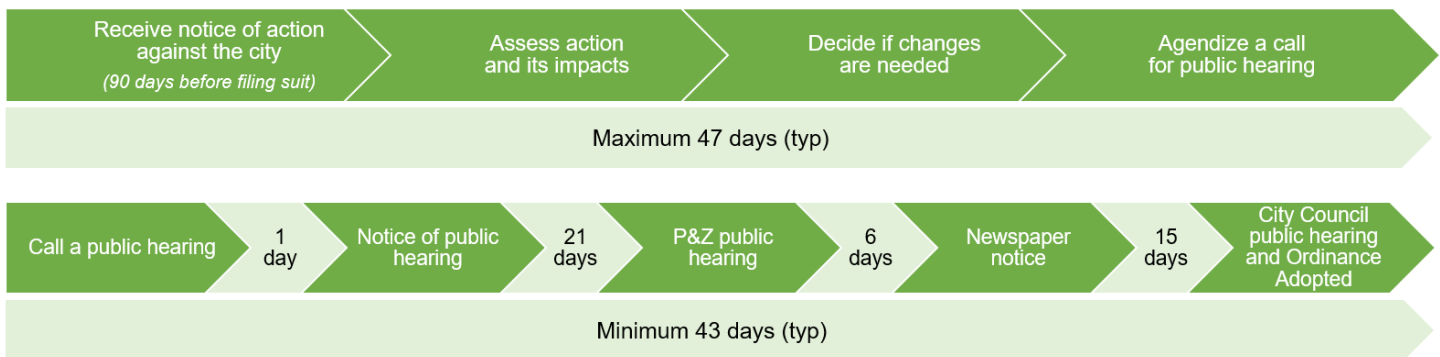 Receive notice of action
against the city
(90 days before filing suit)
Assess action
and its impacts
Decide if changes
are needed
Agendize a call
for public hearing
Maximum 47 days (typ)
Call a public hearing
1
day
Notice of public
hearing
21
days
P&Z public
hearing
6
days
Newspaper
notice
15
days
City Council
public hearing
and Ordinance
Adopted
Minimum 43 days (typ)